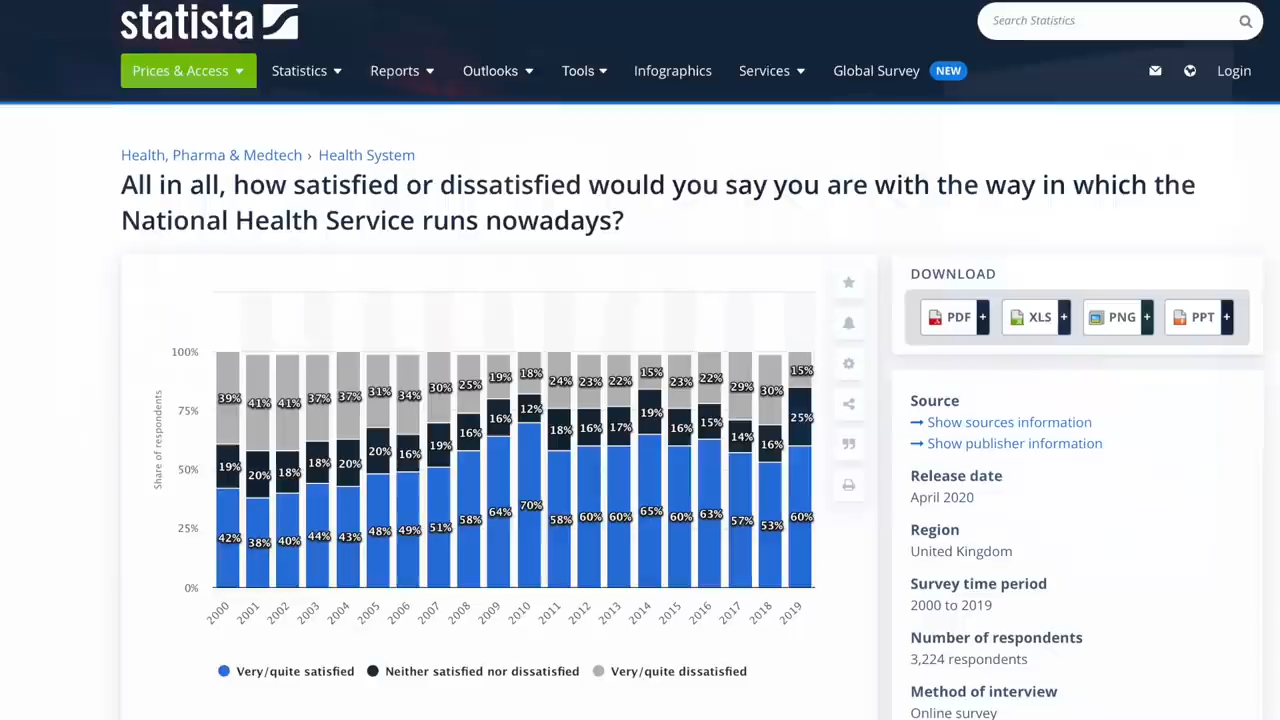 statista
Search Statistics
Prices & Access Statistics Reports Outlooks Tools Infographics Services Global Survey NEW Login
Health, Pharma & Medtech › Health System
All in all, how satisfied or dissatisfied would you say you are with the way in which the
National Health Service runs nowadays?
DOWNLOAD
PDF + XLS + PNG + PPT +
Share of respondents
100%
75%
50%
25%
0%
39% 41% 41% 37% 37% 31% 34% 30% 25% 19% 18% 24% 23% 22% 15% 23% 22% 29% 30% 15%
19% 20% 18% 18% 20% 20% 16% 19% 16% 16% 12% 18% 16% 17% 19% 16% 15% 14% 16% 25%
42% 38% 40% 44% 43% 48% 49% 51% 58% 64% 70% 58% 60% 60% 65% 60% 63% 57% 53% 60%
2000 2001 2002 2003 2004 2005 2006 2007 2008 2009 2010 2011 2012 2013 2014 2015 2016 2017 2018 2019
Very/quite satisfied Neither satisfied nor dissatisfied Very/quite dissatisfied
Source
→ Show sources information
→ Show publisher information
Release date
April 2020
Region
United Kingdom
Survey time period
2000 to 2019
Number of respondents
3,224 respondents
Method of interview
Online survey